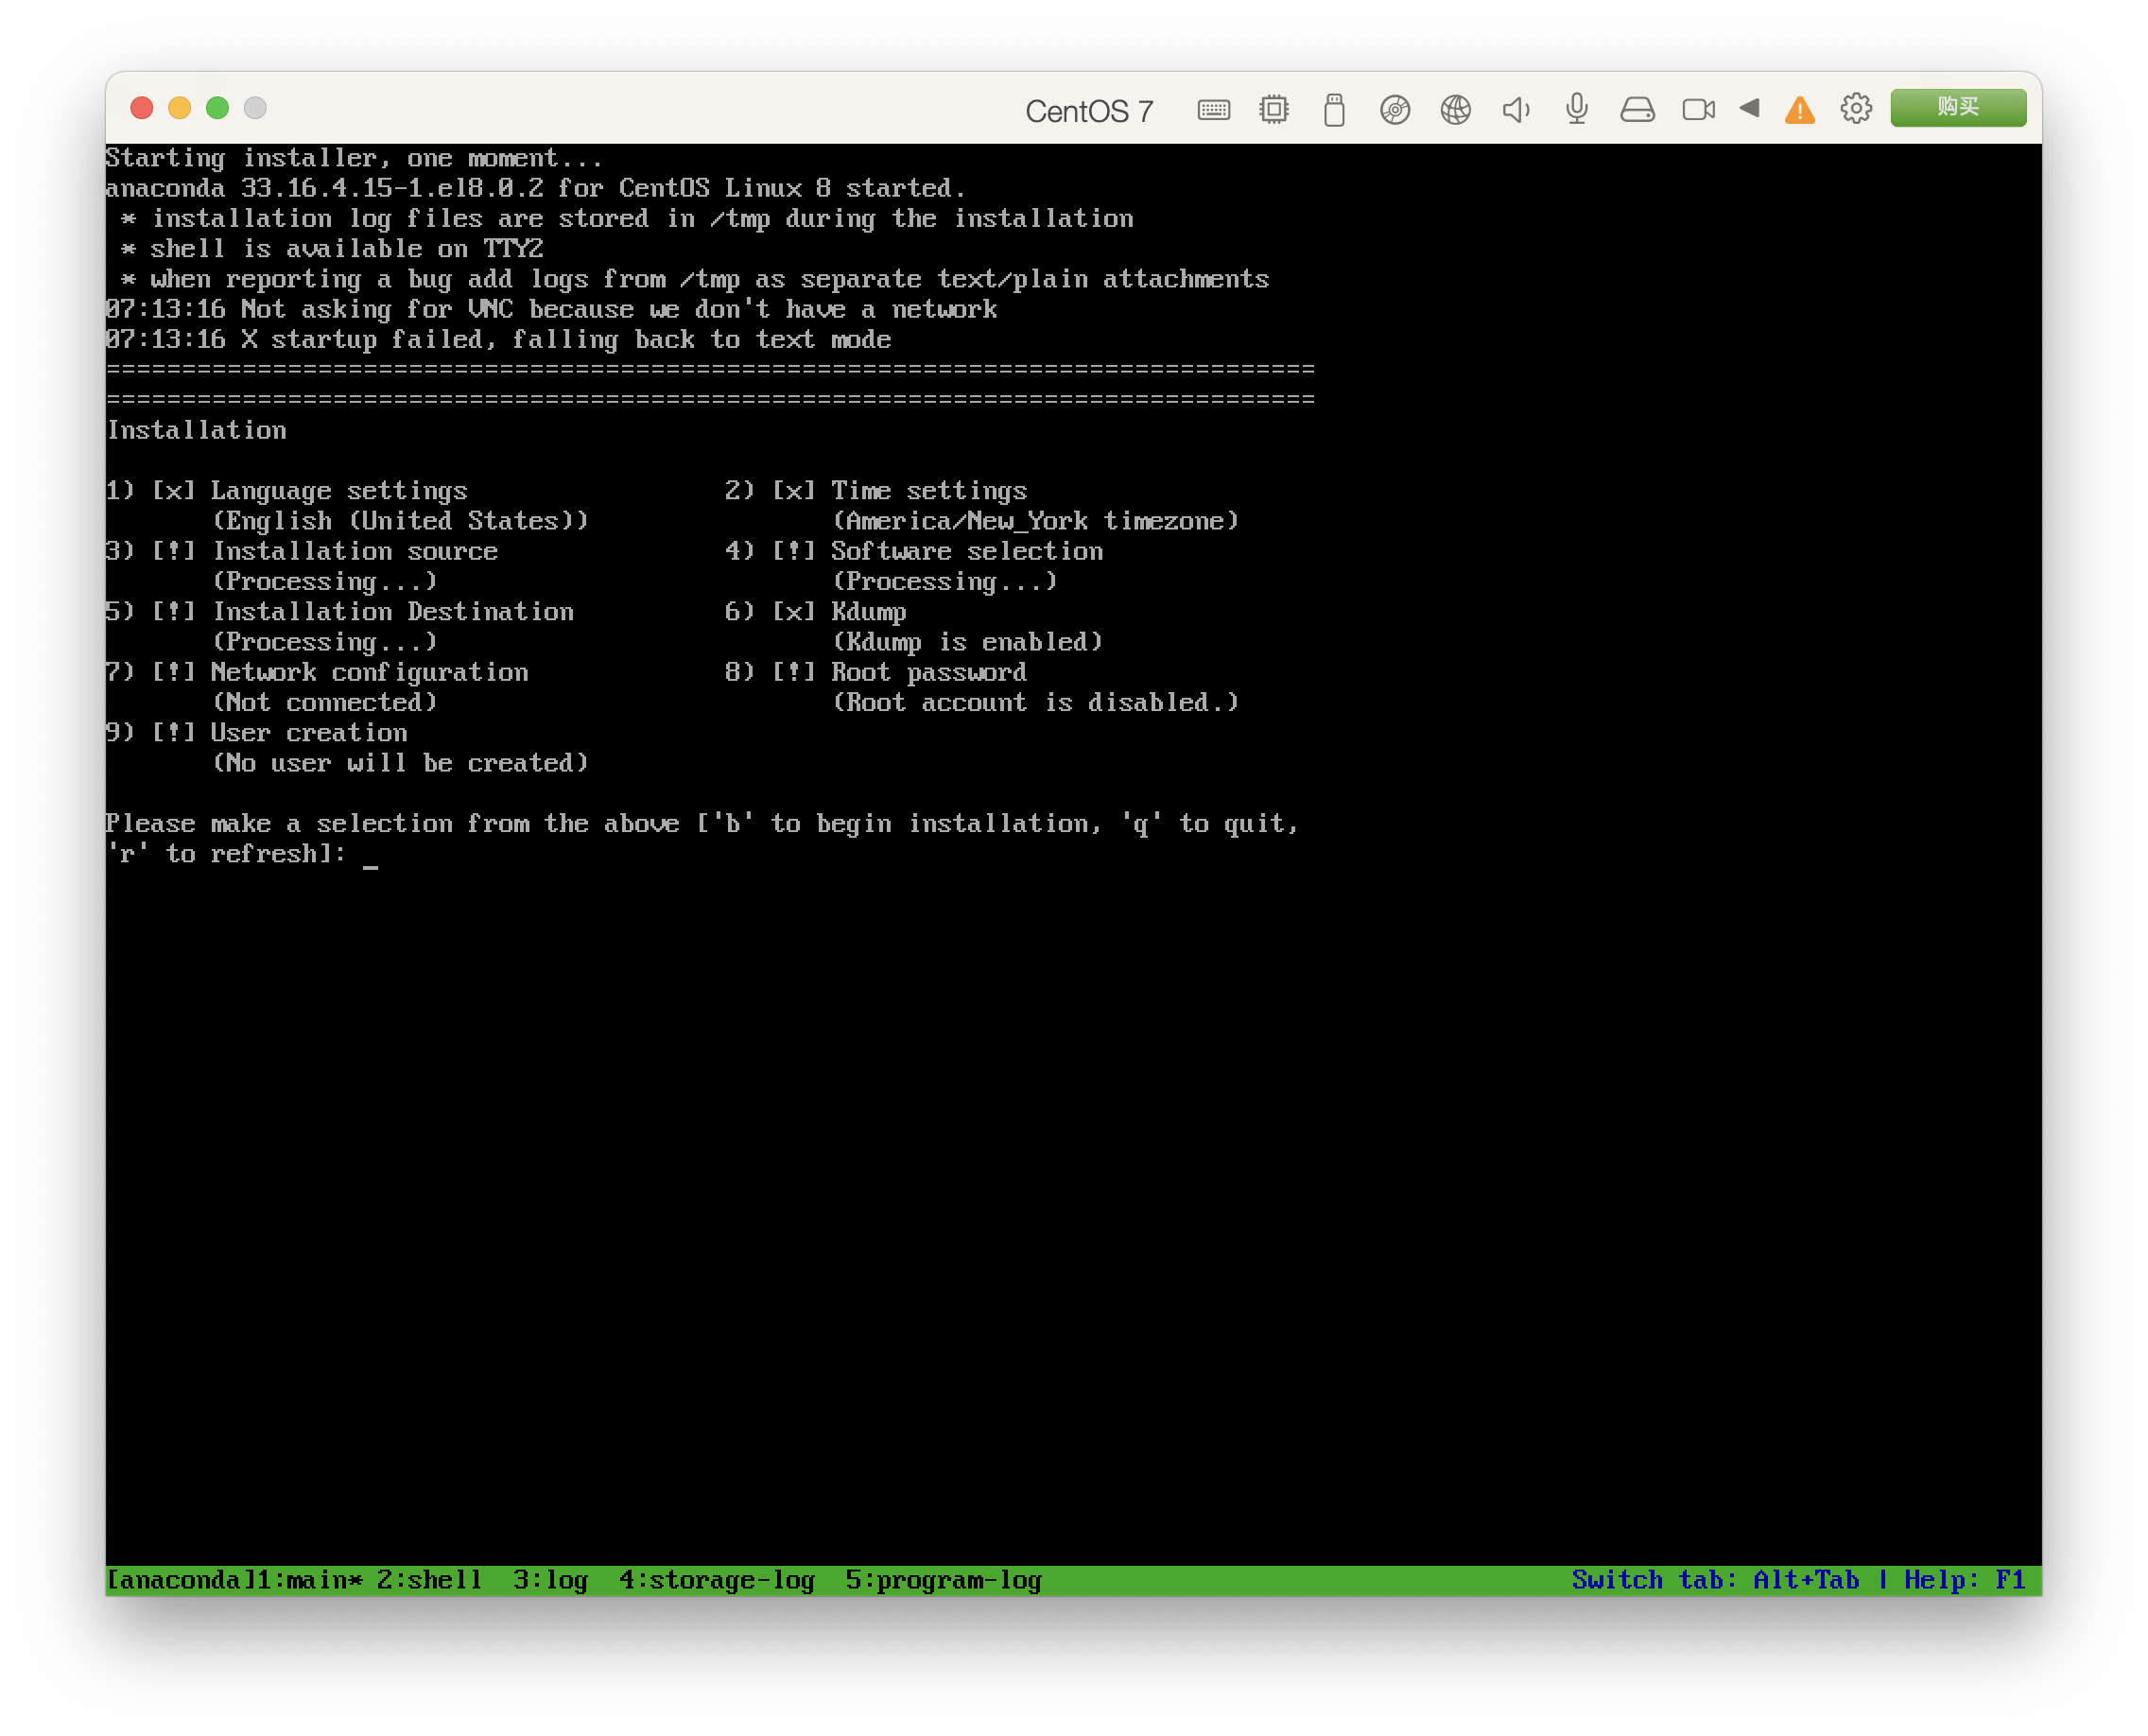 CentOS 7
购买
Starting installer, one moment...
anaconda 33.16.4.15-1.el8.0.2 for CentOS Linux 8 started.
 * installation log files are stored in /tmp during the installation
 * shell is available on TTY2
 * when reporting a bug add logs from /tmp as separate text/plain attachments
07:13:16 Not asking for VNC because we don't have a network
07:13:16 X startup failed, falling back to text mode
================================================================================
================================================================================
Installation
1) [x] Language settings                 2) [x] Time settings
       (English (United States))                (America/New_York timezone)
3) [!] Installation source               4) [!] Software selection
       (Processing...)                          (Processing...)
5) [!] Installation Destination          6) [x] Kdump
       (Processing...)                          (Kdump is enabled)
7) [!] Network configuration             8) [!] Root password
       (Not connected)                          (Root account is disabled.)
9) [!] User creation
       (No user will be created)
Please make a selection from the above ['b' to begin installation, 'q' to quit,
'r' to refresh]: _
[anaconda]1:main* 2:shell  3:log  4:storage-log  5:program-log Switch tab: Alt+Tab | Help: F1